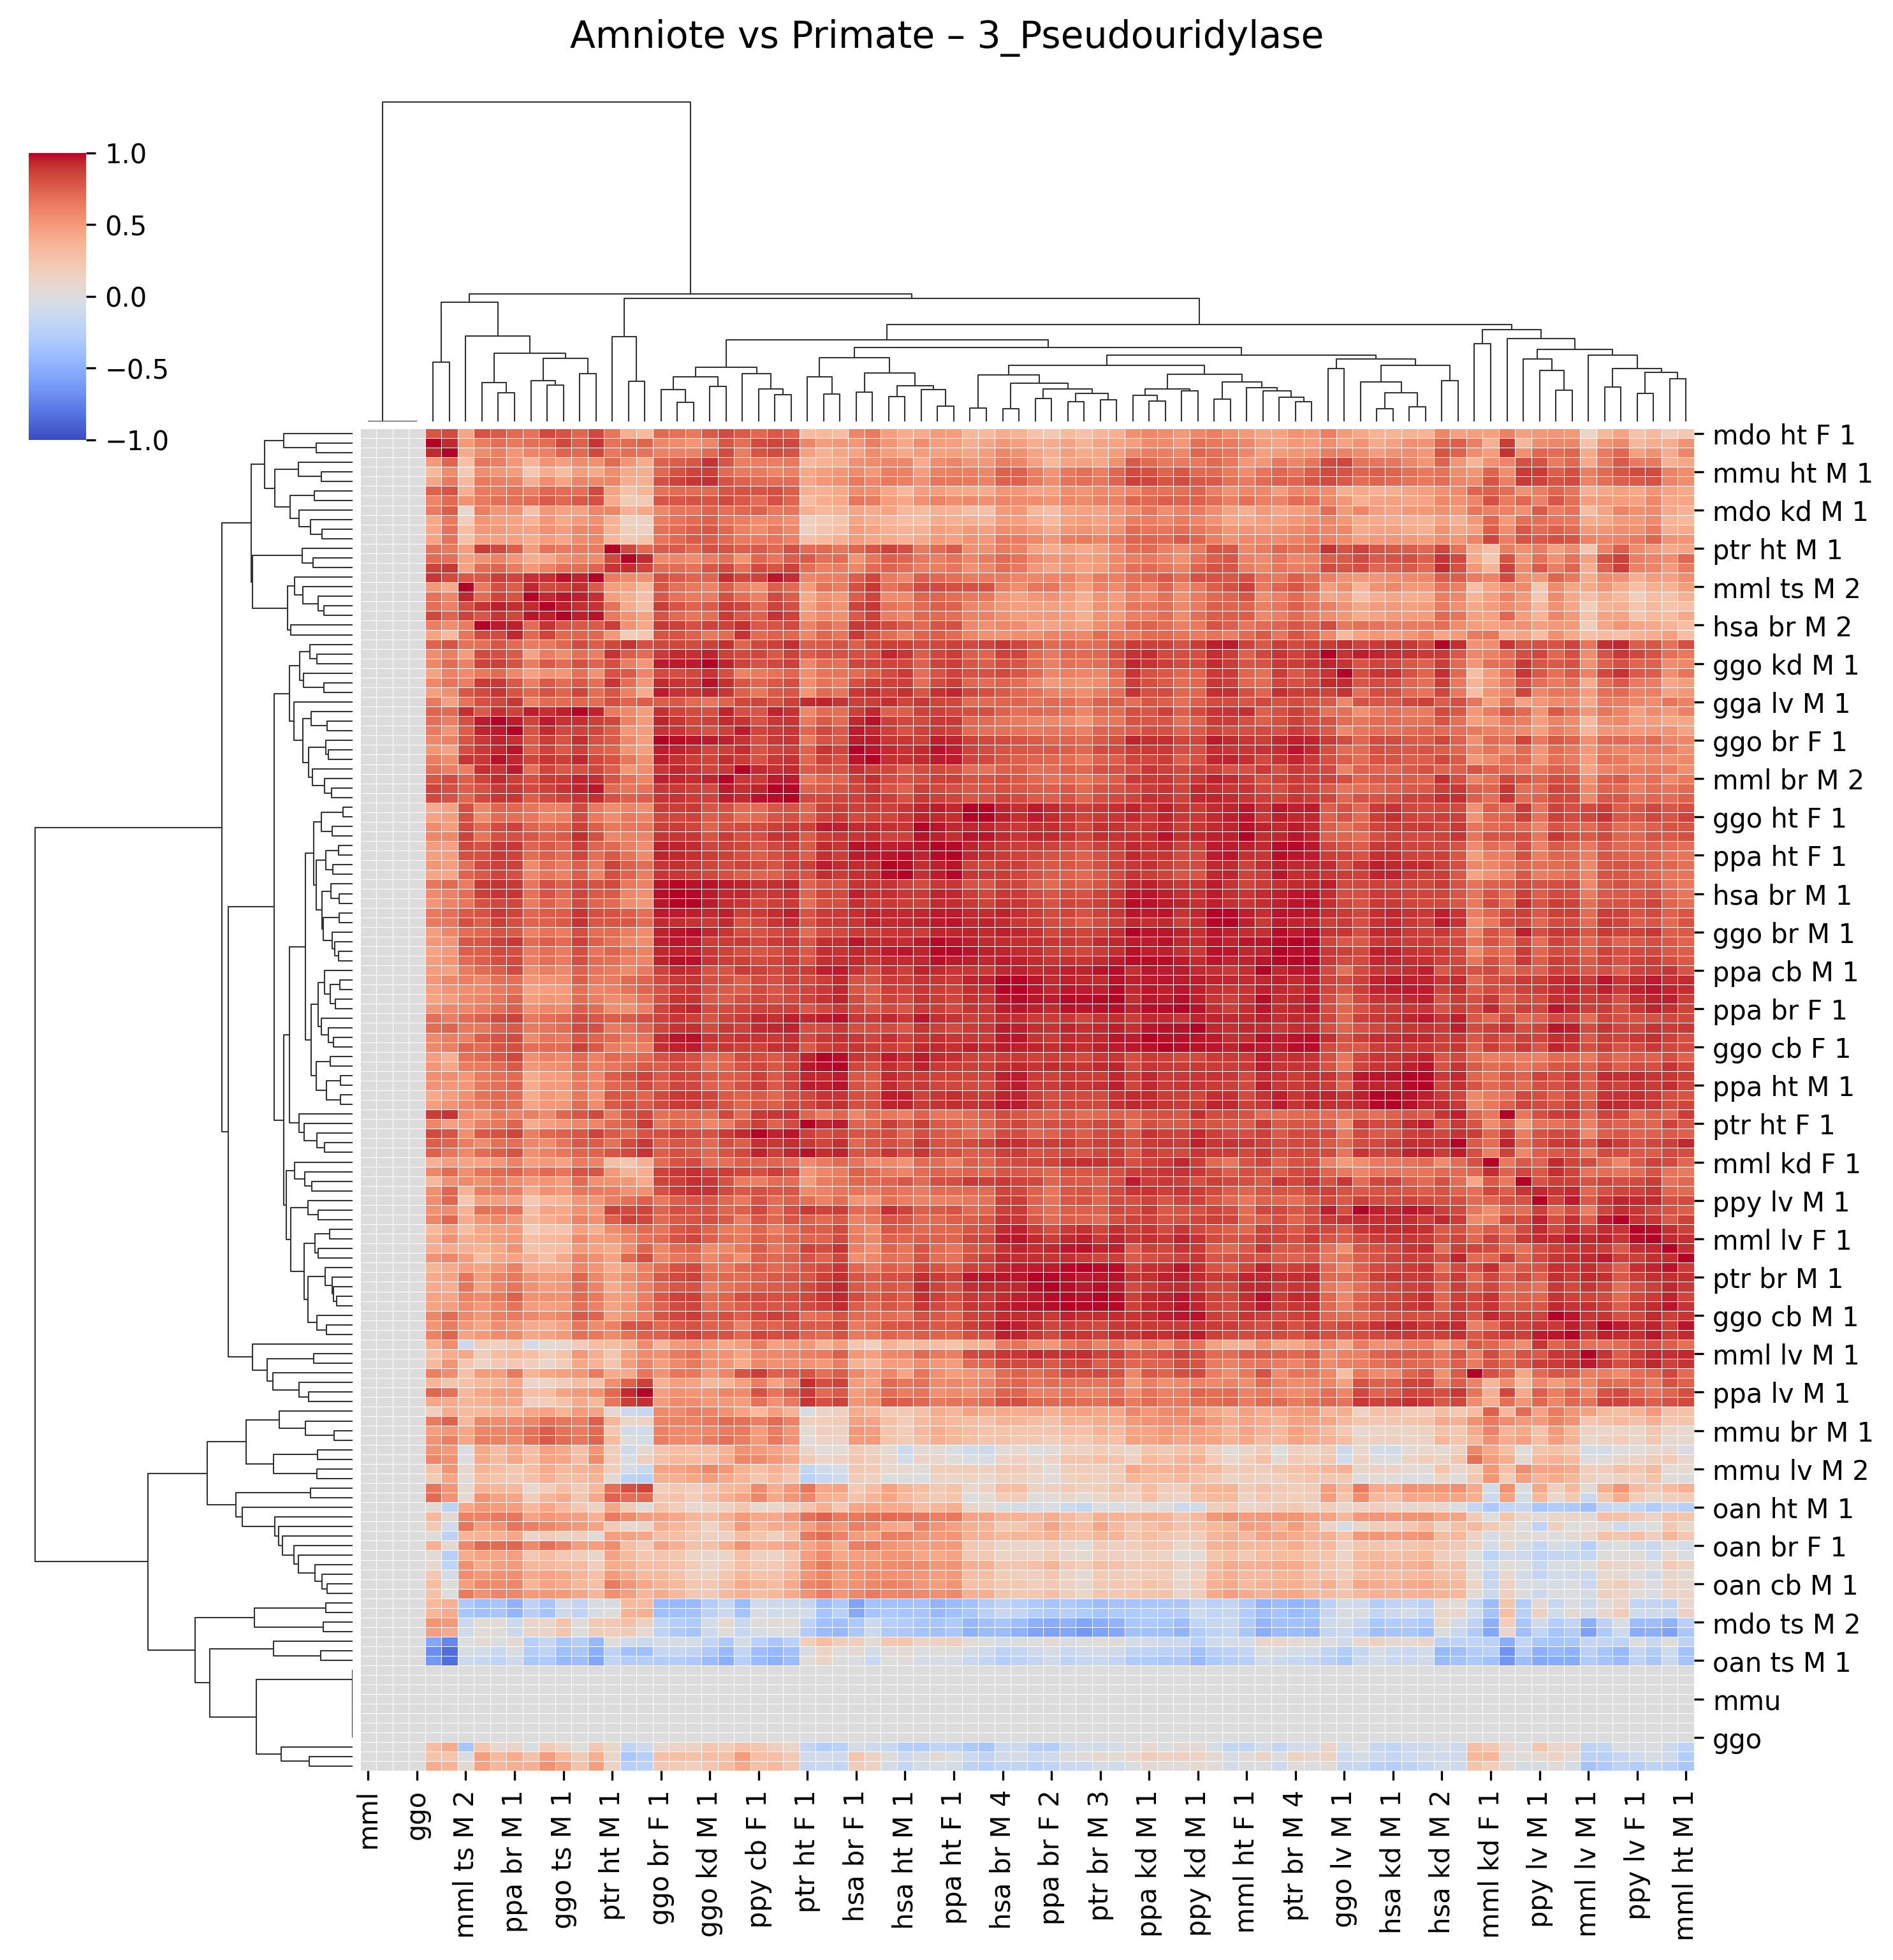 Amniote vs Primate – 3_Pseudouridylase
1.0
0.5
0.0
−0.5
−1.0
mdo ht F 1
mmu ht M 1
mdo kd M 1
ptr ht M 1
mml ts M 2
hsa br M 2
ggo kd M 1
gga lv M 1
ggo br F 1
mml br M 2
ggo ht F 1
ppa ht F 1
hsa br M 1
ggo br M 1
ppa cb M 1
ppa br F 1
ggo cb F 1
ppa ht M 1
ptr ht F 1
mml kd F 1
ppy lv M 1
mml lv F 1
ptr br M 1
ggo cb M 1
mml lv M 1
ppa lv M 1
mmu br M 1
mmu lv M 2
oan ht M 1
oan br F 1
oan cb M 1
mdo ts M 2
oan ts M 1
mmu
ggo
mml
ggo
mml ts M 2
ppa br M 1
ggo ts M 1
ptr ht M 1
ggo br F 1
ggo kd M 1
ppy cb F 1
ptr ht F 1
hsa br F 1
hsa ht M 1
ppa ht F 1
hsa br M 4
ppa br F 2
ptr br M 3
ppa kd M 1
ppy kd M 1
mml ht F 1
ptr br M 4
ggo lv M 1
hsa kd M 1
hsa kd M 2
mml kd F 1
ppy lv M 1
mml lv M 1
ppy lv F 1
mml ht M 1